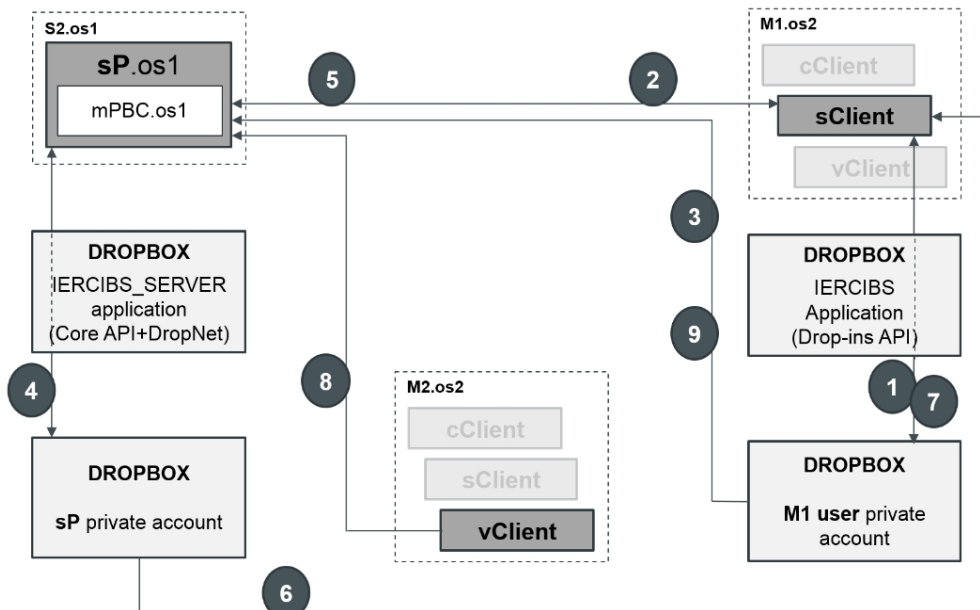 S2.os1
sP.os1
mPBC.os1
5
2
M1.os2
cClient
sClient
vClient
3
DROPBOX
IERCIBS_SERVER
application
(Core API+DropNet)
DROPBOX
IERCIBS
Application
(Drop-ins API)
9
4
8
1
7
M2.os2
cClient
sClient
vClient
DROPBOX
sP private account
DROPBOX
M1 user private
account
6